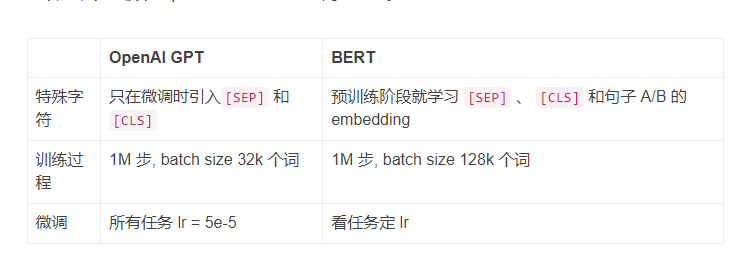 OpenAI GPT
BERT
特殊字符
只在微调时引入 [SEP] 和
[CLS]
预训练阶段就学习 [SEP] 、 [CLS] 和句子 A/B 的
embedding
训练过程
1M 步, batch size 32k 个词
1M 步, batch size 128k 个词
微调
所有任务 lr = 5e-5
看任务定 lr